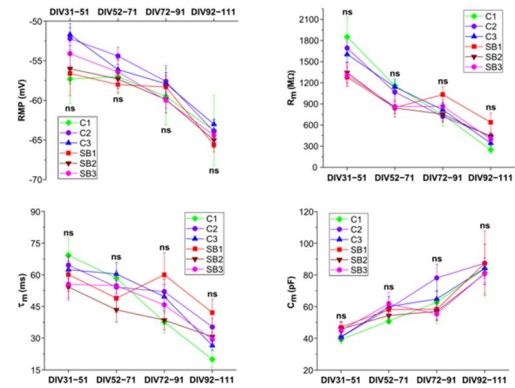 DIV31−51 DIV52−71 DIV72−91 DIV92−111
-50
-55
-60
-65
-70
RMP (mV)
ns
ns
ns
ns
C1
C2
C3
SB1
SB2
SB3
2100
1800
1500
1200
900
600
300
0
Rm (MΩ)
ns
ns
ns
ns
C1
C2
C3
SB1
SB2
SB3
DIV31−51 DIV52−71 DIV72−91 DIV92−111
90
75
60
45
30
15
τm (ms)
ns
ns
ns
ns
C1
C2
C3
SB1
SB2
SB3
DIV31−51 DIV52−71 DIV72−91 DIV92−111
120
100
80
60
40
20
Cm (pF)
ns
ns
ns
ns
C1
C2
C3
SB1
SB2
SB3
DIV31−51 DIV52−71 DIV72−91 DIV92−111